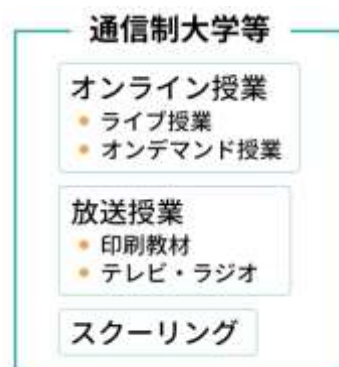 通信制大学等
オンライン授業
• ライブ授業
• オンデマンド授業
放送授業
• 印刷教材
• テレビ・ラジオ
スクーリング